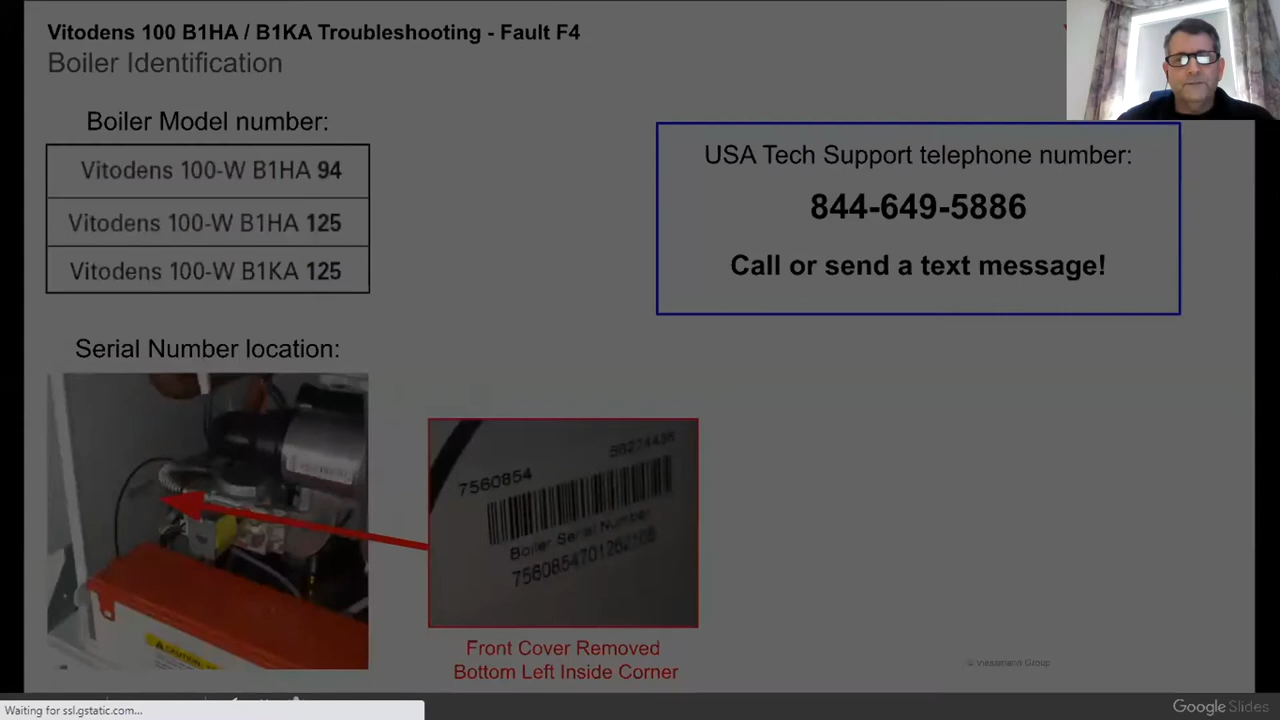 Vitodens 100 B1HA / B1KA Troubleshooting - Fault F4
Boiler Identification
Boiler Model number:
Vitodens 100-W B1HA 94
Vitodens 100-W B1HA 125
Vitodens 100-W B1KA 125
USA Tech Support telephone number:
844-649-5886
Call or send a text message!
Serial Number location:
7560854
Boiler Serial Number
CAUTION
Front Cover Removed
Bottom Left Inside Corner
© Viessmann Group
Waiting for ssl.gstatic.com...
Google Slides